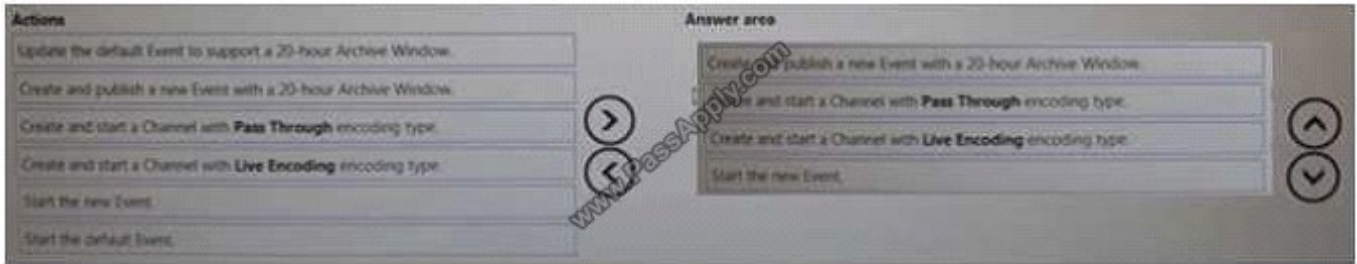 Actions
Update the default Event to support a 20-hour Archive Window.
Create and publish a new Event with a 20-hour Archive Window.
Create and start a Channel with Pass Through encoding type.
Create and start a Channel with Live Encoding encoding type.
Start the new Event.
Start the default Event.
Answer area
Create publish a new Event with a 20-hour Archive Window.
and start a Channel with Pass Through encoding type.
Create and start a Channel with Live Encoding encoding type.
Start the new Event.
www.PassApply.com